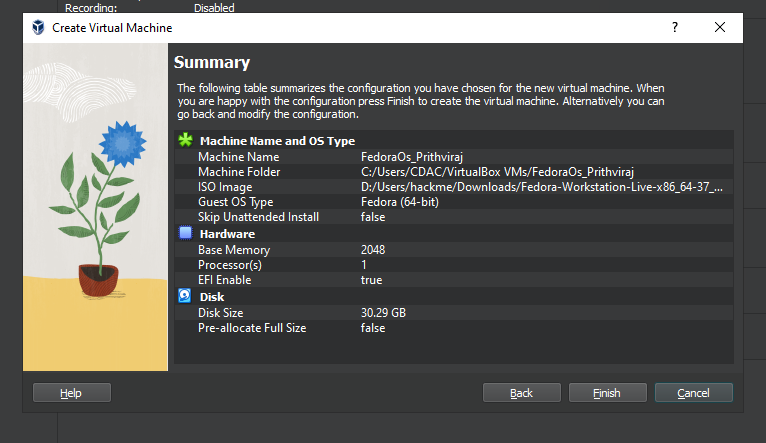 Recording: Disabled
Create Virtual Machine
Summary
The following table summarizes the configuration you have chosen for the new virtual machine. When
you are happy with the configuration press Finish to create the virtual machine. Alternatively you can
go back and modify the configuration.
Machine Name and OS Type
Machine Name FedoraOs_Prithviraj
Machine Folder C:/Users/CDAC/VirtualBox VMs/FedoraOs_Prithviraj
ISO Image D:/Users/hackme/Downloads/Fedora-Workstation-Live-x86_64-37_...
Guest OS Type Fedora (64-bit)
Skip Unattended Install false
Hardware
Base Memory 2048
Processor(s) 1
EFI Enable true
Disk
Disk Size 30.29 GB
Pre-allocate Full Size false
Help Back Finish Cancel